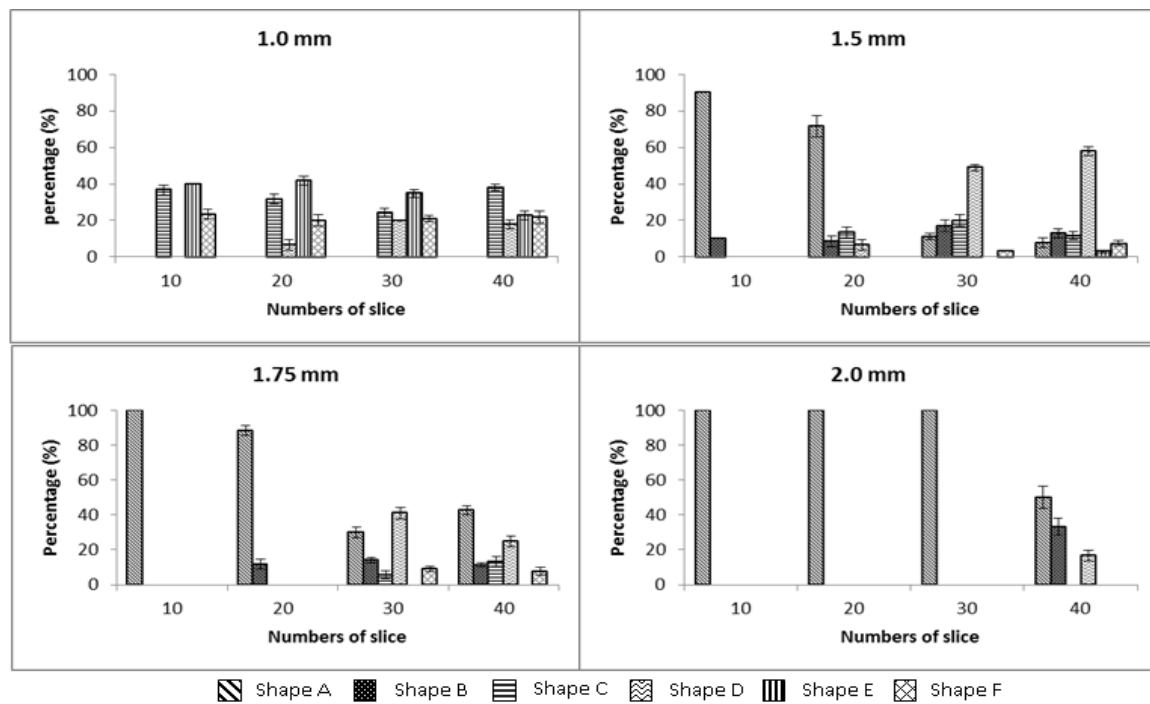 1.0 mm
percentage (%)
100
80
60
40
20
0
10 20 30 40
Numbers of slice
1.5 mm
Percentage (%)
100
80
60
40
20
0
10 20 30 40
Numbers of slice
1.75 mm
Percentage (%)
100
80
60
40
20
0
10 20 30 40
Numbers of slice
2.0 mm
Percentage (%)
100
80
60
40
20
0
10 20 30 40
Numbers of slice
Shape A Shape B Shape C Shape D Shape E Shape F